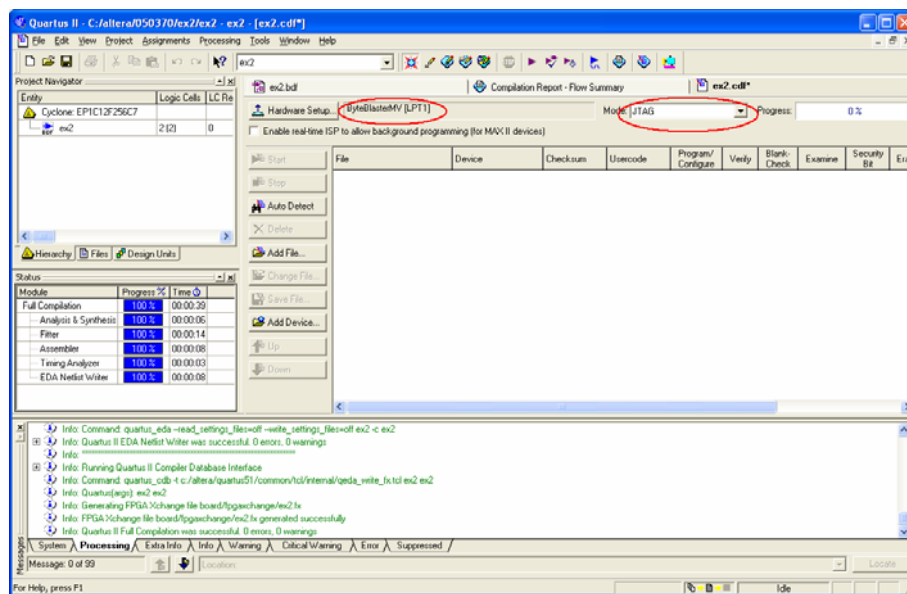 Quartus II - C:/altera/050370/ex2/ex2 - ex2 - [ex2.cdf*]
File Edit View Project Assignments Processing Tools Window Help
ex2
Project Navigator
Entity Logic Cells LC Re
Cyclone: EP1C12F256C7
ex2 2 (2) 0
Hierarchy Files Design Units
Status
Module Progress % Time
Full Compilation 100 % 00:00:39
Analysis & Synthesis 100 % 00:00:06
Fitter 100 % 00:00:14
Assembler 100 % 00:00:08
Timing Analyzer 100 % 00:00:03
EDA Netlist Writer 100 % 00:00:08
ex2.bdf Compilation Report - Flow Summary ex2.cdf*
Hardware Setup... ByteBlasterMV [LPT1] Mode: JTAG Progress: 0 %
Enable real-time ISP to allow background programming (for MAX II devices)
Start
Stop
Auto Detect
Delete
Add File...
Change File...
Save File...
Add Device...
Up
Down
File Device Checksum Usercode Program/Configure Verify Blank-Check Examine Security Bit Era
Info: Command: quartus_eda --read_settings_files=off --write_settings_files=off ex2 -c ex2
Info: Quartus II EDA Netlist Writer was successful. 0 errors, 0 warnings
Info: Running Quartus II Compiler Database Interface
Info: Command: quartus_cdb -t c:/altera/quartus51/common/tcl/internal/qeda_write_fx.tcl ex2 ex2
Info: Quartus(args): ex2 ex2
Info: Generating FPGA Xchange file board/fpgaxchange/ex2.fx
Info: FPGA Xchange file board/fpgaxchange/ex2.fx generated successfully
Info: Quartus II Full Compilation was successful. 0 errors, 0 warnings
System Processing Extra Info Info Warning Critical Warning Error Suppressed
Messages
Message: 0 of 99 Location: Locate
For Help, press F1 Idle